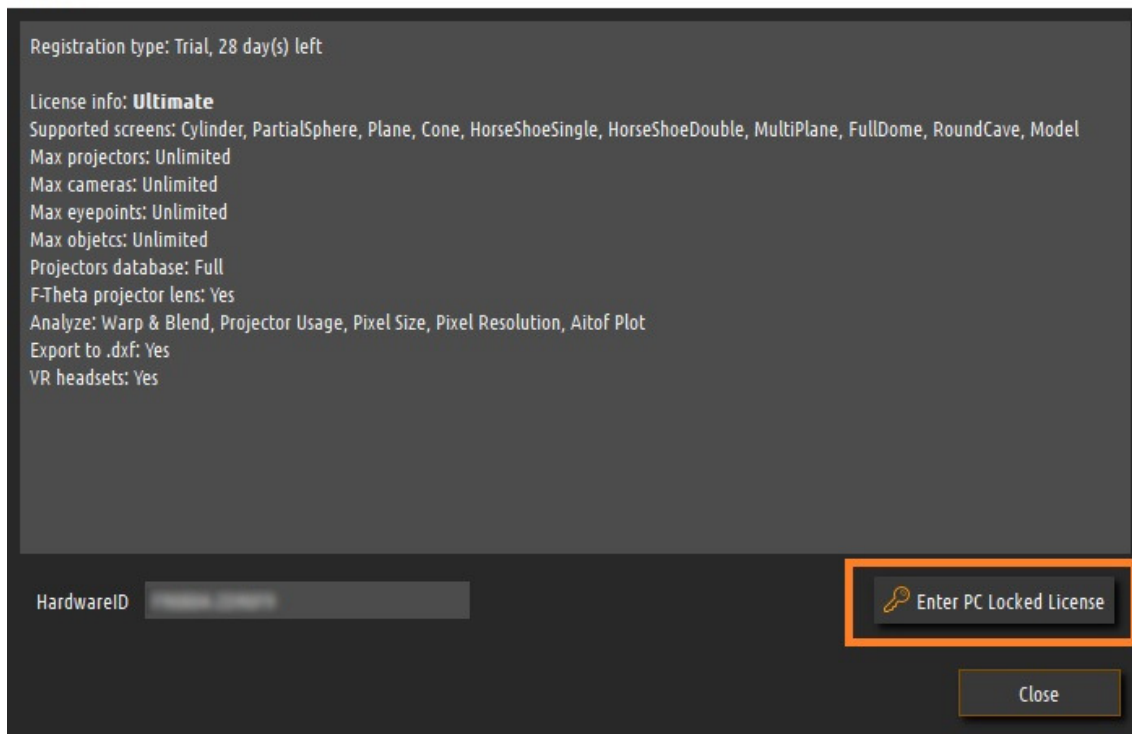 Registration type: Trial, 28 day(s) left
License info: Ultimate
Supported screens: Cylinder, PartialSphere, Plane, Cone, HorseShoeSingle, HorseShoeDouble, MultiPlane, FullDome, RoundCave, Model
Max projectors: Unlimited
Max cameras: Unlimited
Max eyepoints: Unlimited
Max objetcs: Unlimited
Projectors database: Full
F-Theta projector lens: Yes
Analyze: Warp & Blend, Projector Usage, Pixel Size, Pixel Resolution, Aitof Plot
Export to .dxf: Yes
VR headsets: Yes
HardwareID
Enter PC Locked License
Close